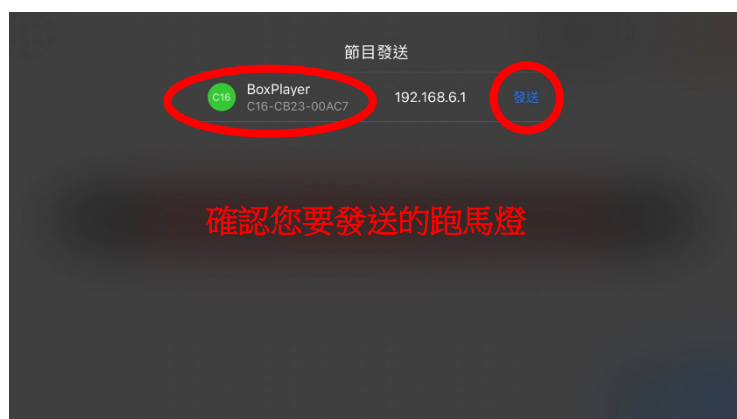 節目發送
C16
BoxPlayer
C16-CB23-00AC7
192.168.6.1
發送
確認您要發送的跑馬燈